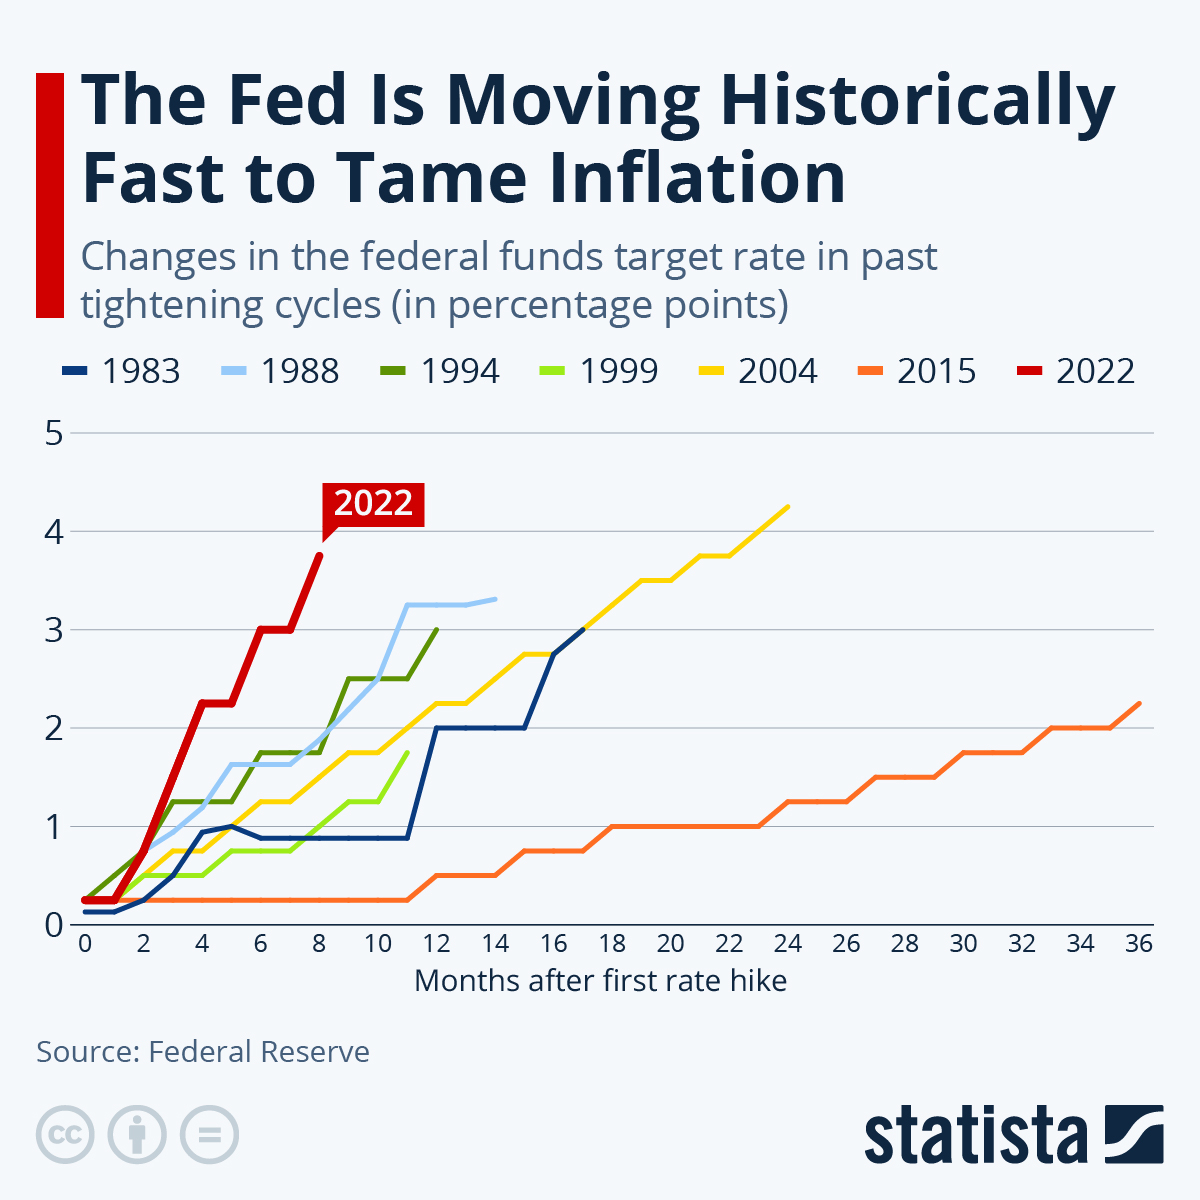 The Fed Is Moving Historically
Fast to Tame Inflation
Changes in the federal funds target rate in past
tightening cycles (in percentage points)
1983 1988 1994 1999 2004 2015 2022
5
2022
4
3
2
1
0
0 2 4 6 8 10 12 14 16 18 20 22 24 26 28 30 32 34 36
Months after first rate hike
Source: Federal Reserve
cc
statista